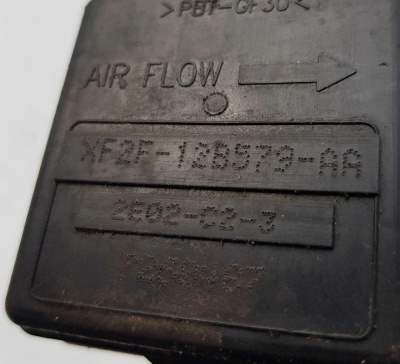 >PBT-GF30<
AIR FLOW
XF2F-12B579-AA
2E02-C2-3